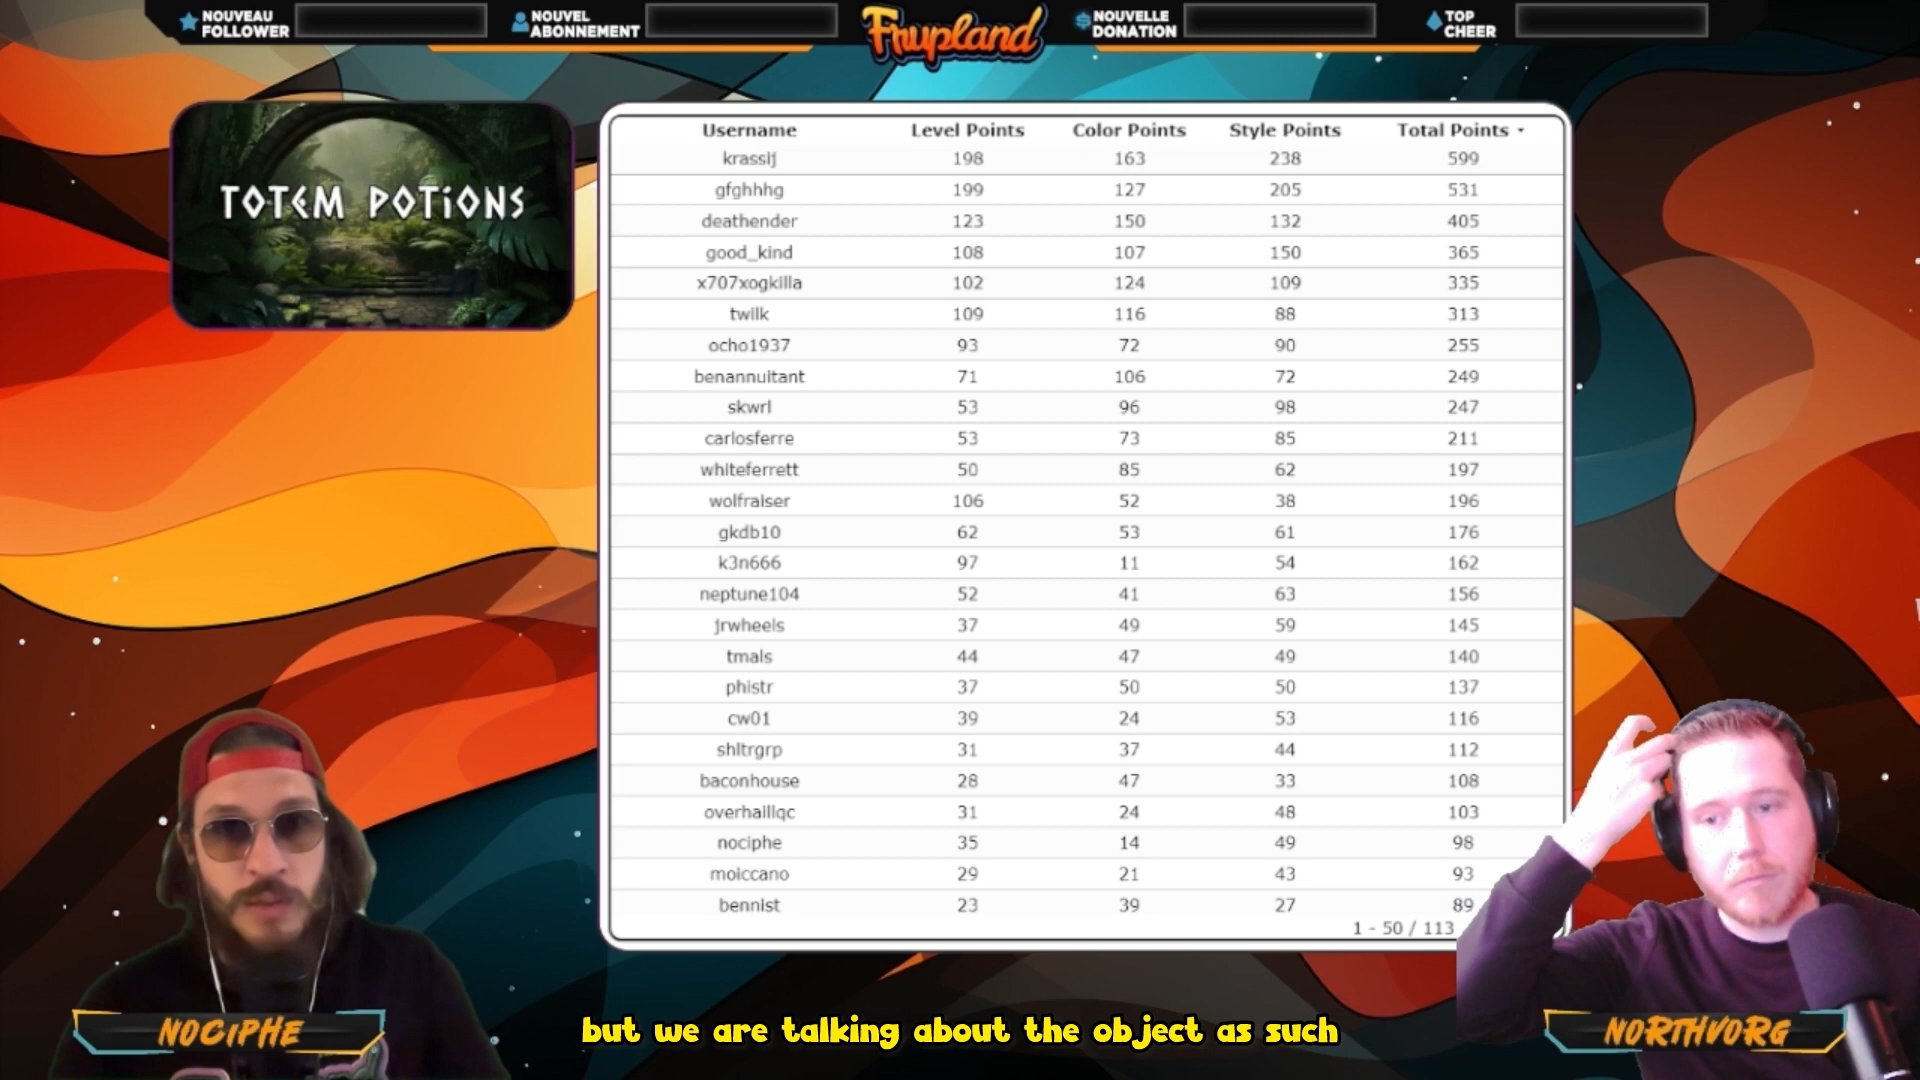 NOUVEAU FOLLOWER
NOUVEL ABONNEMENT
Frupland
NOUVELLE DONATION
TOP CHEER
TOTEM POTIONS
Username Level Points Color Points Style Points Total Points
krasslj 198 163 238 599
gfghhhg 199 127 205 531
deathender 123 150 132 405
good_kind 108 107 150 365
x707xogkilla 102 124 109 335
twilk 109 116 88 313
ocho1937 93 72 90 255
benannuitant 71 106 72 249
skwrl 53 96 98 247
carlosferre 53 73 85 211
whiteferrett 50 85 62 197
wolfraiser 106 52 38 196
gkdb10 62 53 61 176
k3n666 97 11 54 162
neptune104 52 41 63 156
jrwheels 37 49 59 145
tmals 44 47 49 140
phistr 37 50 50 137
cw01 39 24 53 116
shltrgrp 31 37 44 112
baconhouse 28 47 33 108
overhallqc 31 24 48 103
nociphe 35 14 49 98
moiccano 29 21 43 93
bennist 23 39 27 89
1 - 50 / 113
NOCIPHE
but we are talking about the object as such
NORTHVORG